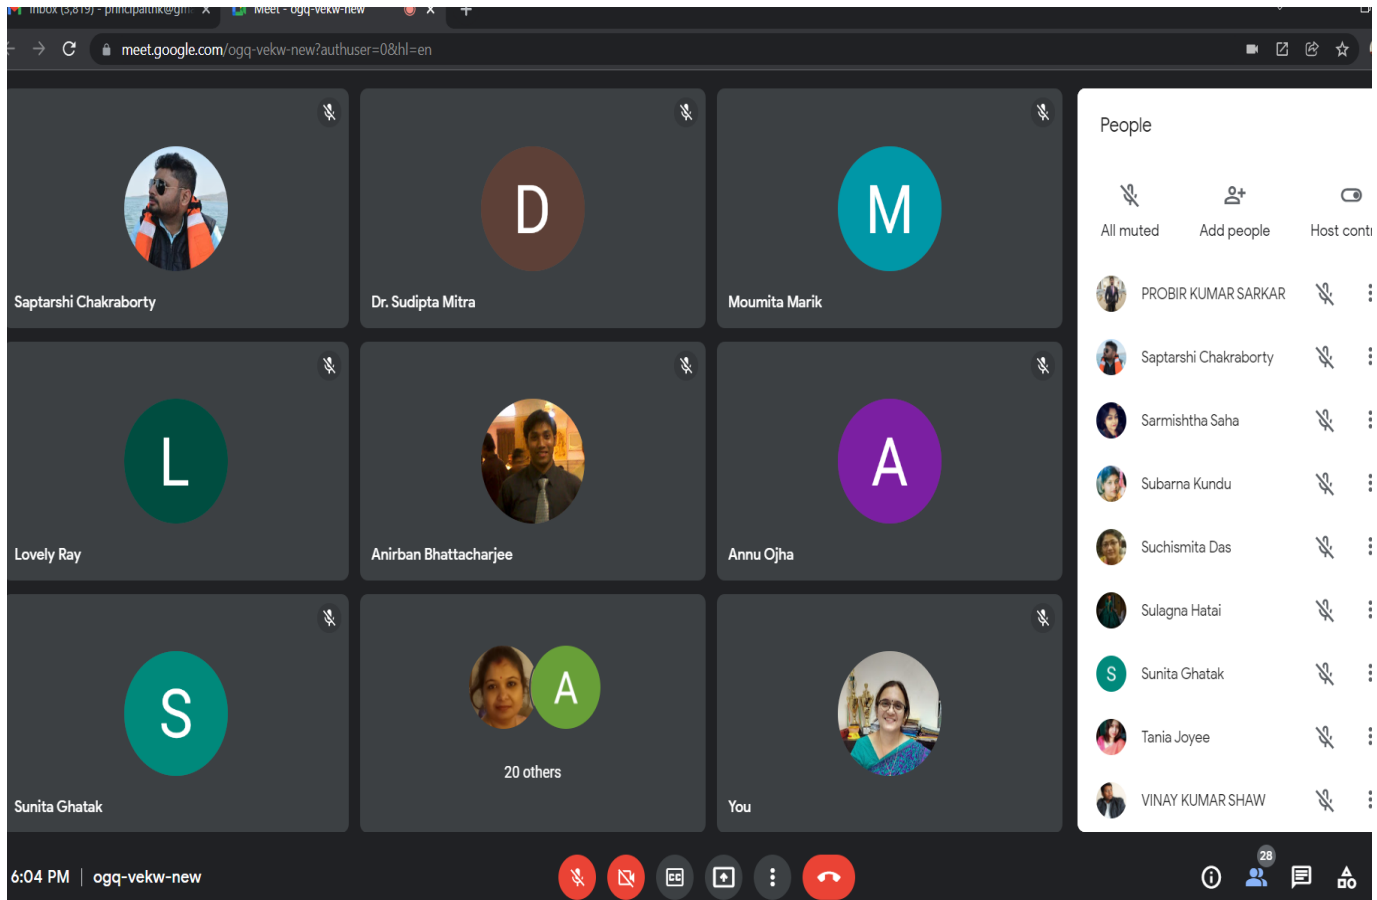 Inbox (3,819) - principalthk@gm
Meet - ogq-vekw-new
meet.google.com/ogq-vekw-new?authuser=0&hl=en
People
All muted
Add people
Host contr
D
M
Saptarshi Chakraborty
Dr. Sudipta Mitra
Moumita Marik
L
A
Lovely Ray
Anirban Bhattacharjee
Annu Ojha
S
A
20 others
Sunita Ghatak
You
PROBIR KUMAR SARKAR
Saptarshi Chakraborty
Sarmishtha Saha
Subarna Kundu
Suchismita Das
Sulagna Hatai
S
Sunita Ghatak
Tania Joyee
VINAY KUMAR SHAW
6:04 PM | ogq-vekw-new
CC
28